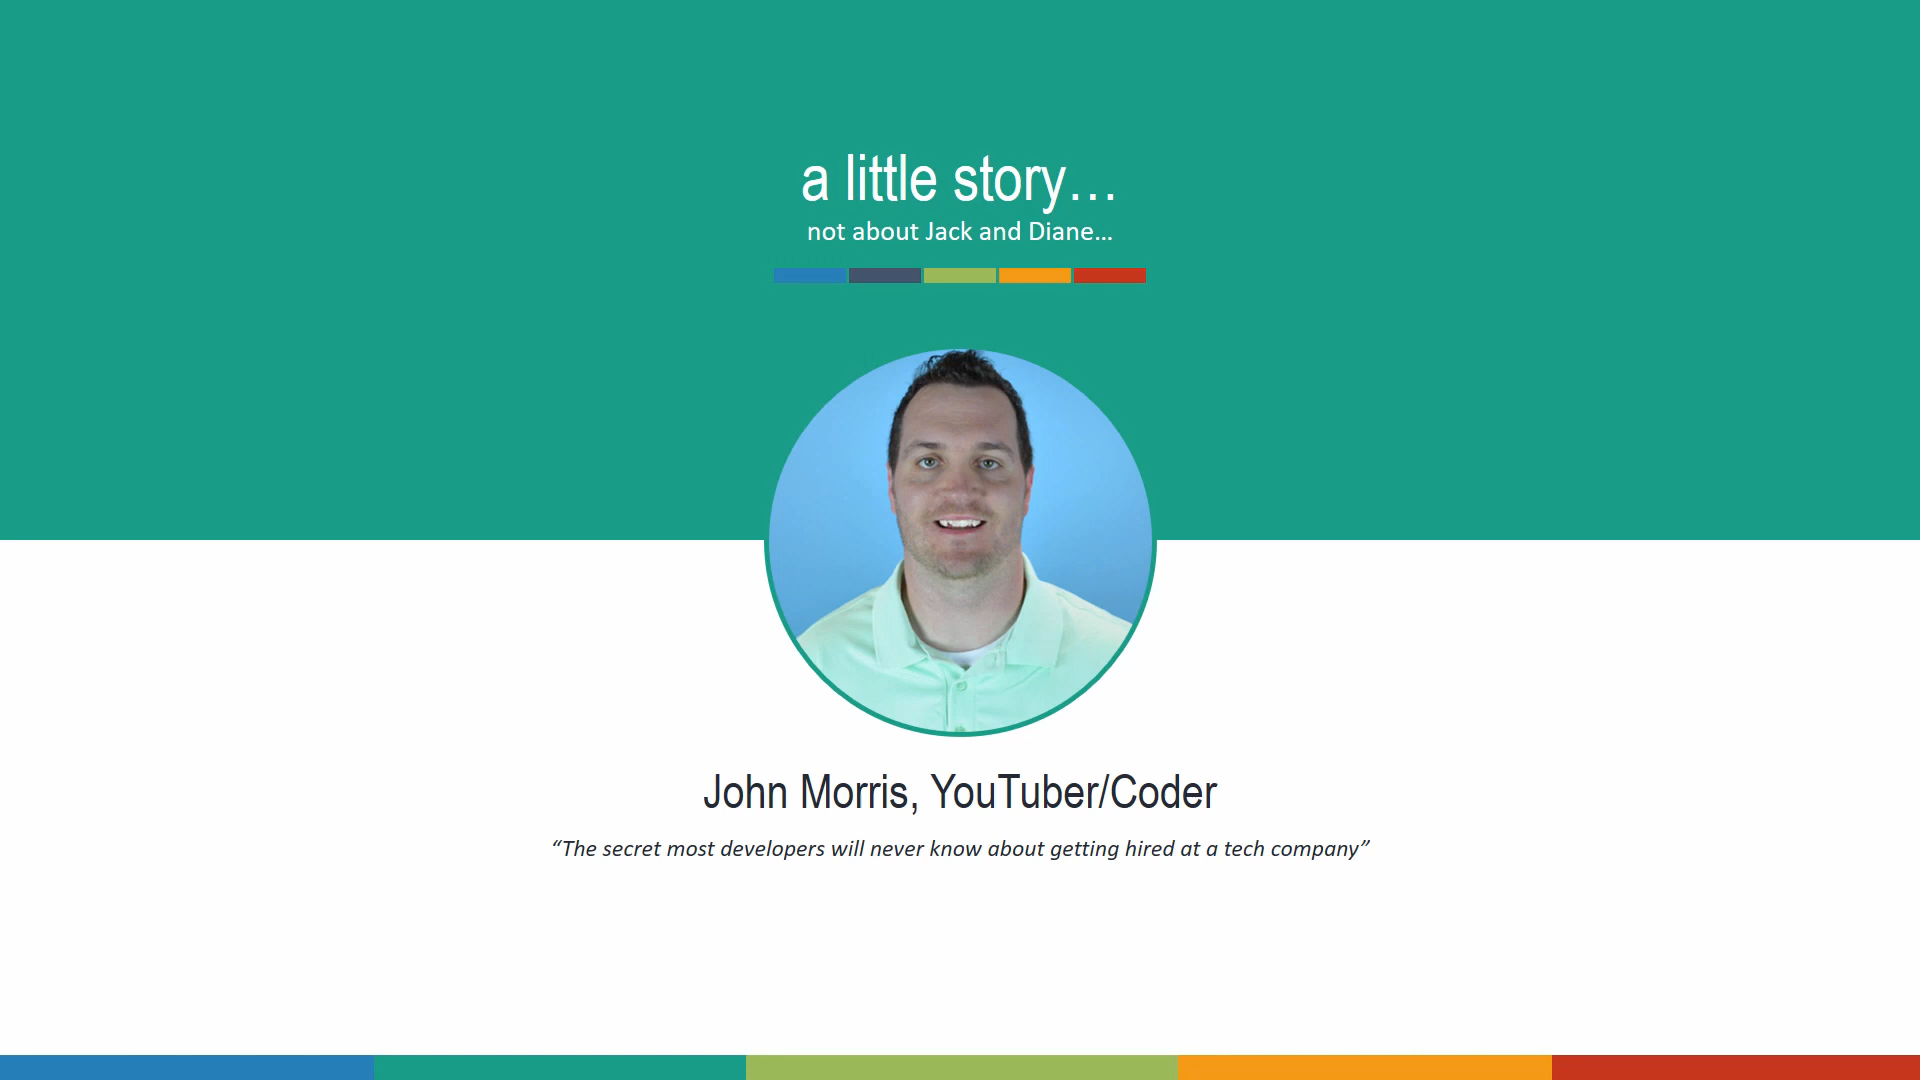 a little story…
not about Jack and Diane…
John Morris, YouTuber/Coder
“The secret most developers will never know about getting hired at a tech company”